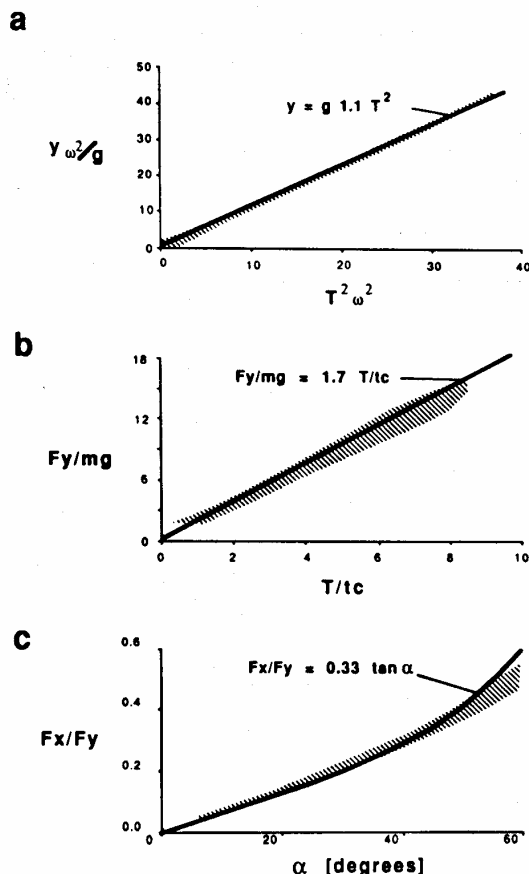 a
50
40
30
20
10
0
y ω²/g
y = g 1.1 T²
0 10 20 30 40
T² ω²
b
18
12
6
0
Fy/mg
Fy/mg = 1.7 T/tc
0 2 4 6 8 10
T/tc
c
0.6
0.4
0.2
0.0
Fx/Fy
Fx/Fy = 0.33 tan α
0 20 40 60
α [degrees]